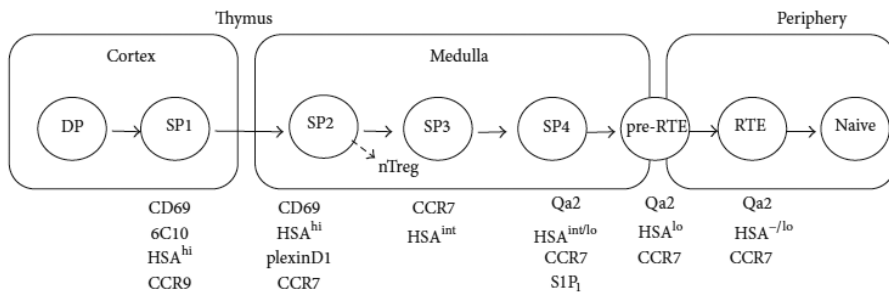 Thymus Periphery
Cortex Medulla
DP SP1 SP2 SP3 SP4 pre-RTE RTE Naive
nTreg
CD69 CD69 CCR7 Qa2 Qa2 Qa2
6C10 HSA^hi HSA^int HSA^int/lo HSA^lo HSA^−/lo
HSA^hi plexinD1 CCR7 CCR7 CCR7
CCR9 CCR7 S1P_1